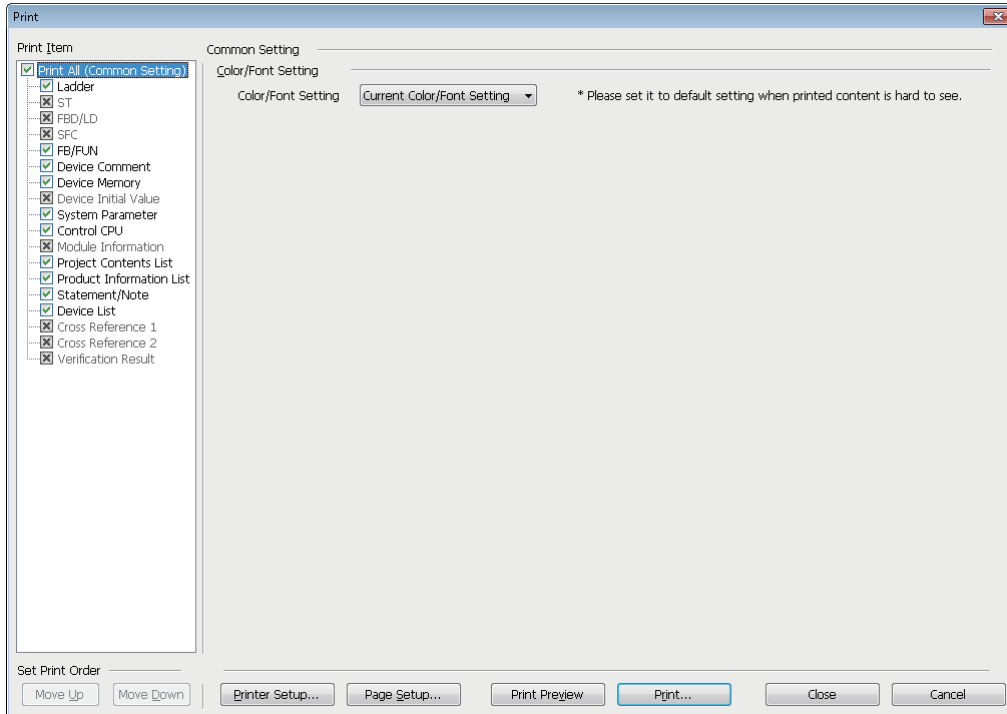 Print
Print Item
Print All (Common Setting)
Ladder
ST
FBD/LD
SFC
FB/FUN
Device Comment
Device Memory
Device Initial Value
System Parameter
Control CPU
Module Information
Project Contents List
Product Information List
Statement/Note
Device List
Cross Reference 1
Cross Reference 2
Verification Result
Set Print Order
Move Up Move Down
Common Setting
Color/Font Setting
Color/Font Setting Current Color/Font Setting * Please set it to default setting when printed content is hard to see.
Printer Setup... Page Setup... Print Preview Print... Close Cancel